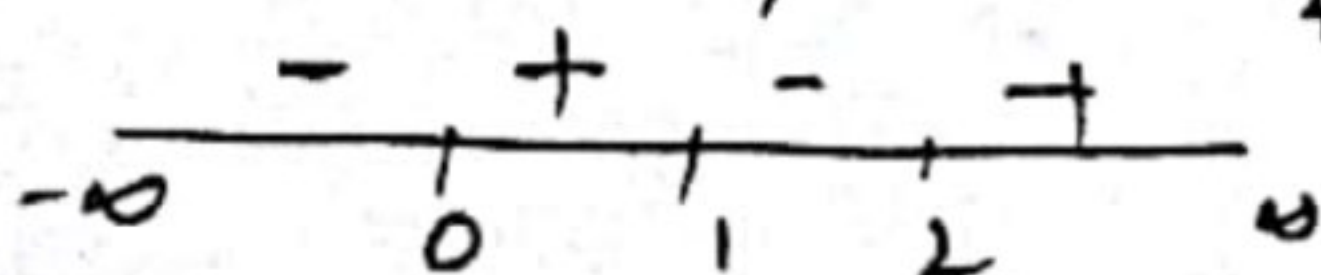 - + - +
-∞ 0 1 2 ∞